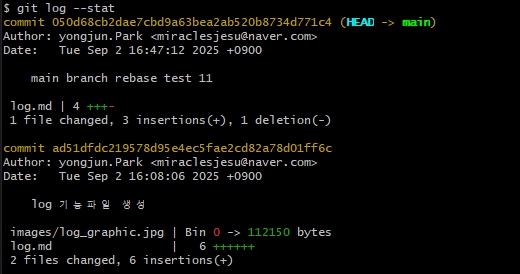 $ git log --stat
commit 050d68cb2dae7cbd9a63bea2ab520b8734d771c4 (HEAD -> main)
Author: yongjun.Park <miraclesjesu@naver.com>
Date:   Tue Sep 2 16:47:12 2025 +0900
main branch rebase test 11
log.md | 4 +++-
1 file changed, 3 insertions(+), 1 deletion(-)
commit ad51dfdc219578d95e4ec5fae2cd82a78d01ff6c
Author: yongjun.Park <miraclesjesu@naver.com>
Date:   Tue Sep 2 16:08:06 2025 +0900
log 기능파일 생성
images/log_graphic.jpg | Bin 0 -> 112150 bytes
log.md                 |   6 ++++++
2 files changed, 6 insertions(+)